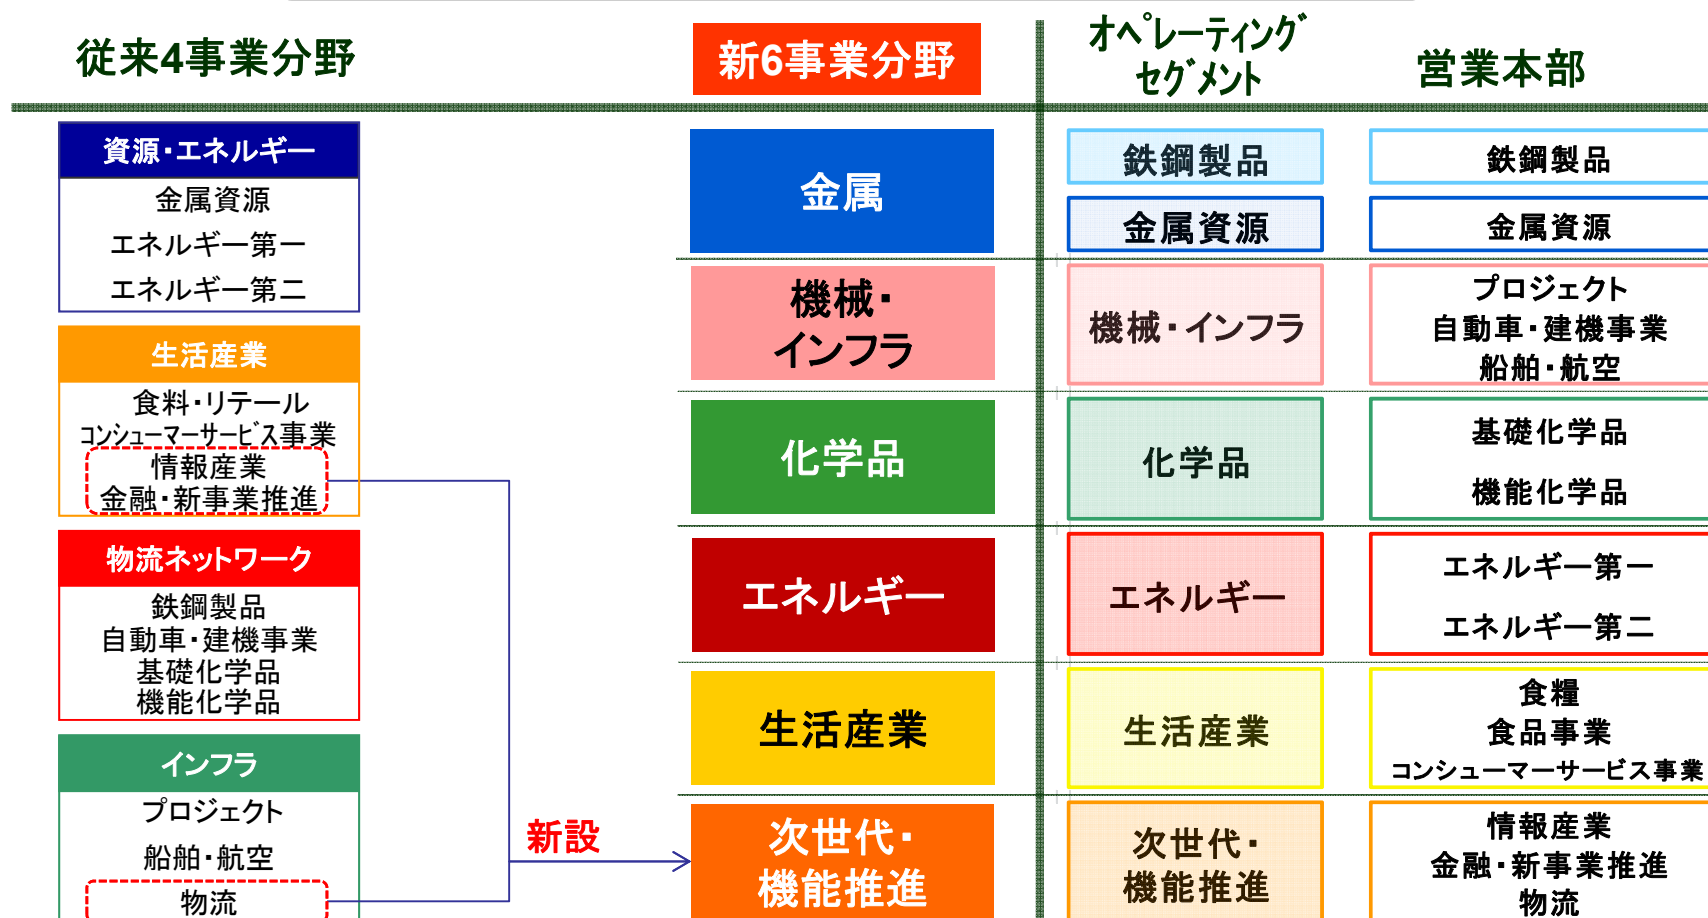 従来4事業分野
新6事業分野
オペレーティング
セグメント
営業本部
資源・エネルギー
金属資源
エネルギー第一
エネルギー第二
生活産業
食料・リテール
コンシューマーサービス事業
情報産業
金融・新事業推進
物流ネットワーク
鉄鋼製品
自動車・建機事業
基礎化学品
機能化学品
インフラ
プロジェクト
船舶・航空
物流
新設
金属
鉄鋼製品
鉄鋼製品
金属資源
金属資源
機械・
インフラ
機械・インフラ
プロジェクト
自動車・建機事業
船舶・航空
化学品
化学品
基礎化学品
機能化学品
エネルギー
エネルギー
エネルギー第一
エネルギー第二
生活産業
生活産業
食糧
食品事業
コンシューマーサービス事業
次世代・
機能推進
次世代・
機能推進
情報産業
金融・新事業推進
物流